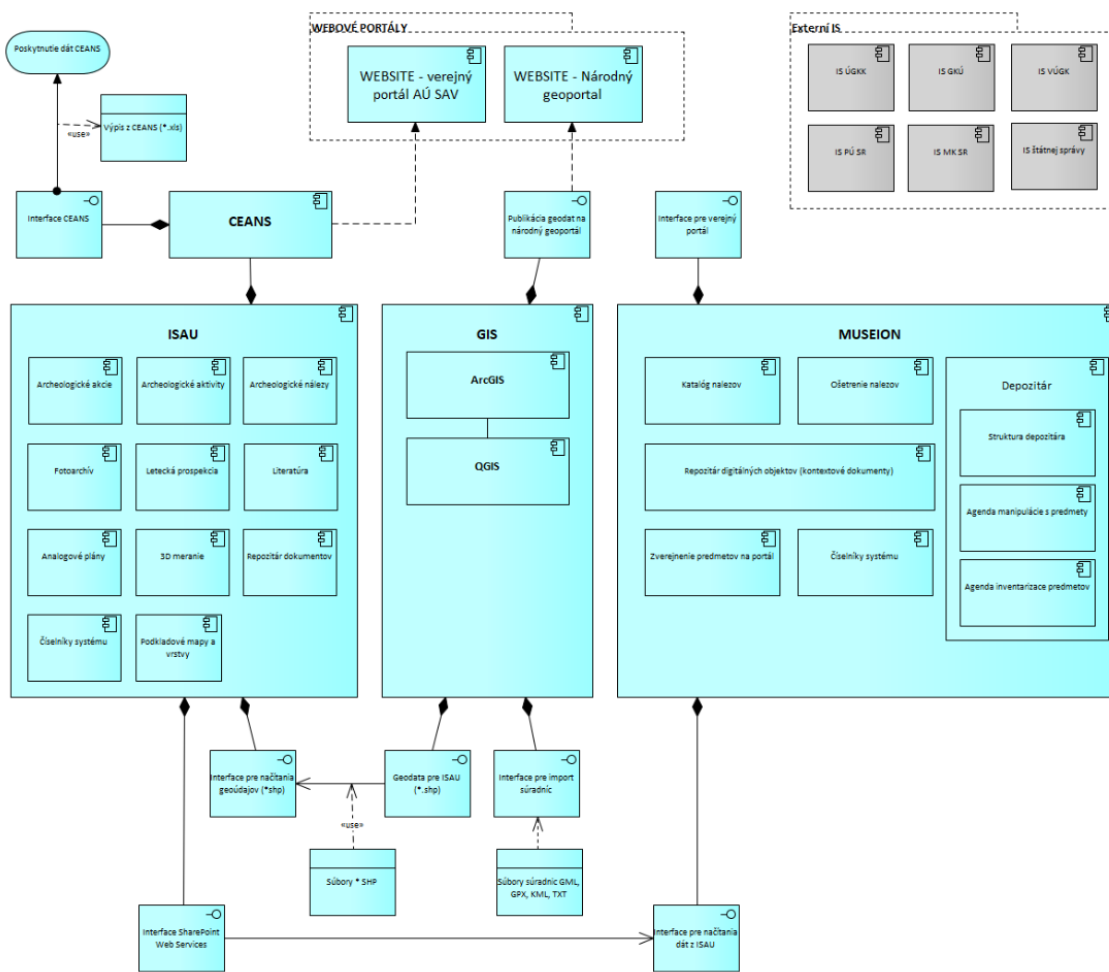 WEBOVÉ PORTÁLY
Externí IS
Poskytnutie dát CEANS
WEBSITE - verejný
portál AÚ SAV
WEBSITE - Národný
geoportal
IS ÚGKK
IS GKÚ
IS VÚGK
«use»
Výpis z CEANS (*.xls)
IS PÚ SR
IS MK SR
IS štátnej správy
Interface CEANS
CEANS
Publikácia geodat na
národný geoportál
Interface pre verejný
portál
ISAU
Archeologické akcie
Archeologické aktivity
Archeologické nálezy
Fotoarchív
Letecká prospekcia
Literatúra
Analogové plány
3D meranie
Repozitár dokumentov
Číselníky systému
Podkladové mapy a
vrstvy
GIS
ArcGIS
QGIS
MUSEION
Katalóg nalezov
Ošetrenie nalezov
Repozitár digitálných objektov (kontextové dokumenty)
Zverejnenie predmetov na portál
Číselníky systému
Depozitár
Struktura depozitára
Agenda manipulácie s predmety
Agenda inventarizace predmetov
Interface pre načítania
geoúdajov (*shp)
Geodata pre ISAU
(*.shp)
Interface pre import
súradníc
«use»
Súbory * SHP
Súbory súradnic GML,
GPX, KML, TXT
Interface SharePoint
Web Services
Interface pre načítania
dát z ISAU